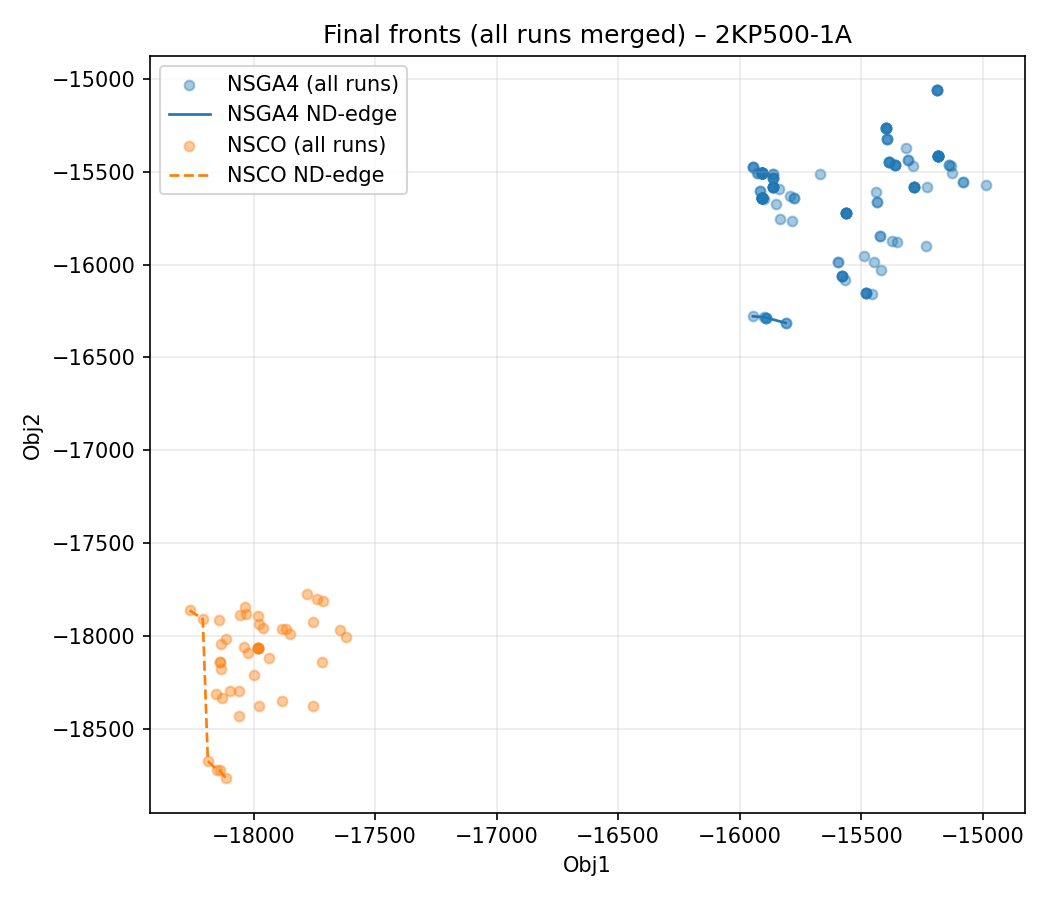 Final fronts (all runs merged) – 2KP500-1A
NSGA4 (all runs)
NSGA4 ND-edge
NSCO (all runs)
NSCO ND-edge
−15000
−15500
−16000
−16500
−17000
−17500
−18000
−18500
Obj2
−18000
−17500
−17000
−16500
−16000
−15500
−15000
Obj1